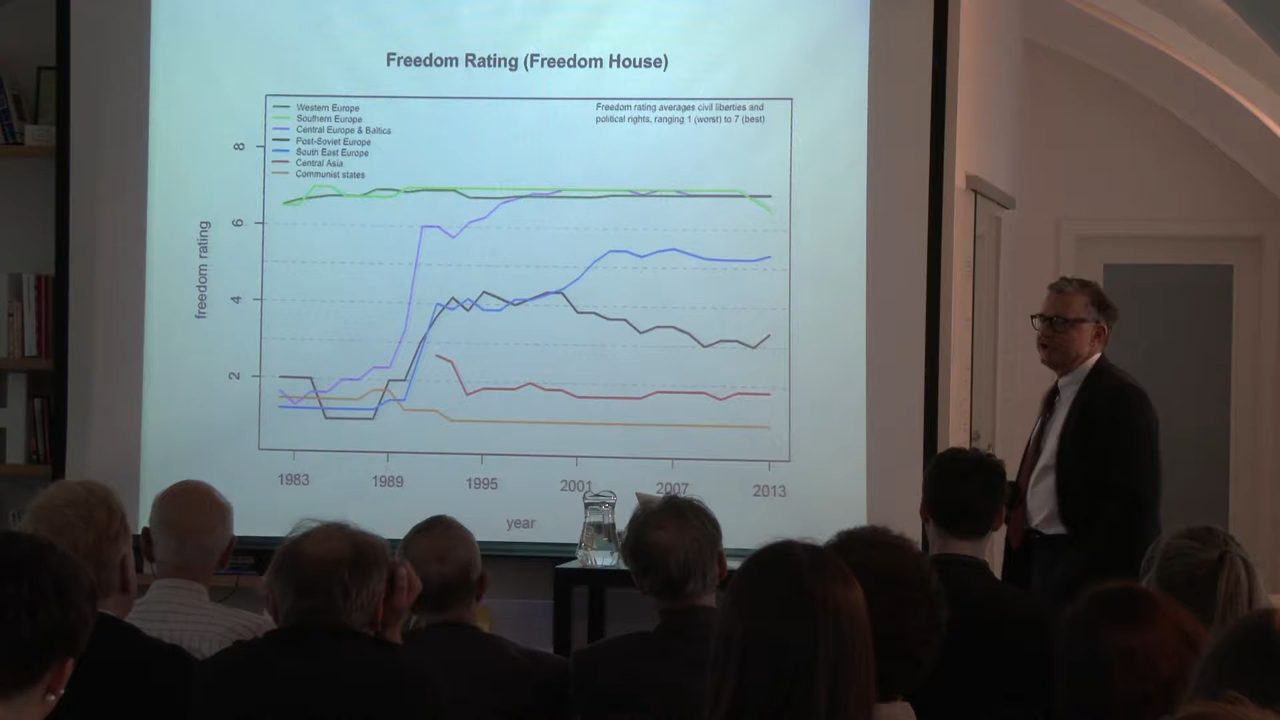 Freedom Rating (Freedom House)
Western Europe
Southern Europe
Central Europe & Baltics
Post-Soviet Europe
South East Europe
Central Asia
Communist states
Freedom rating averages civil liberties and
political rights, ranging 1 (worst) to 7 (best)
8
6
4
2
freedom rating
1983 1989 1995 2001 2007 2013
year